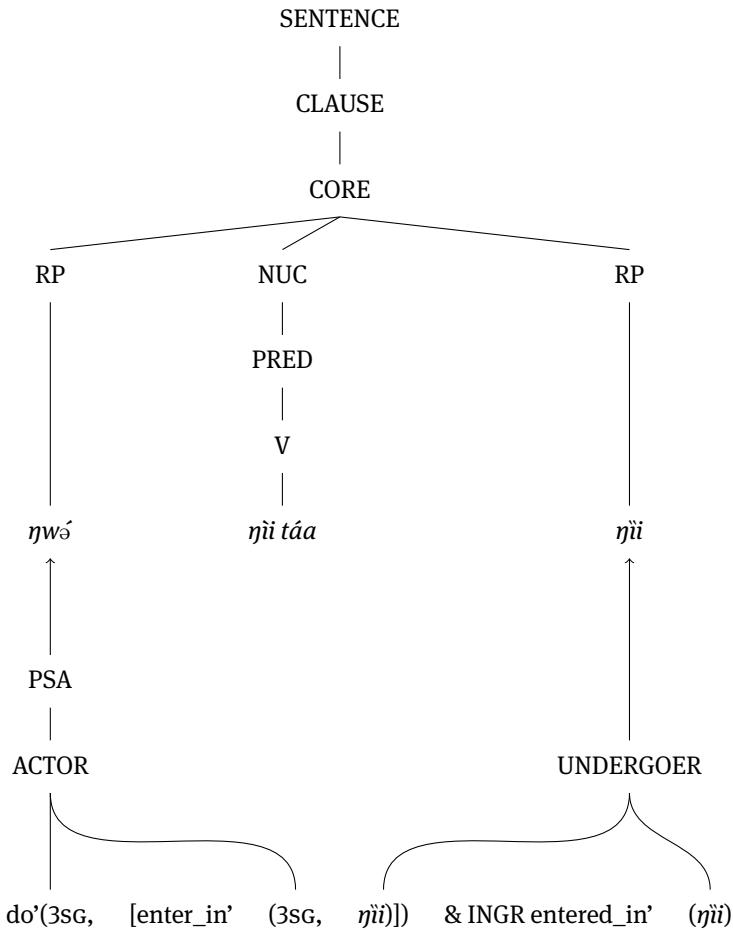 SENTENCE
CLAUSE
CORE
RP NUC RP
PRED
V
ŋwə́ ŋìi táa ŋȉi
PSA
ACTOR UNDERGOER
do’(3SG, [enter_in’ (3SG, ŋȉi)]) & INGR entered_in’ (ŋȉi)